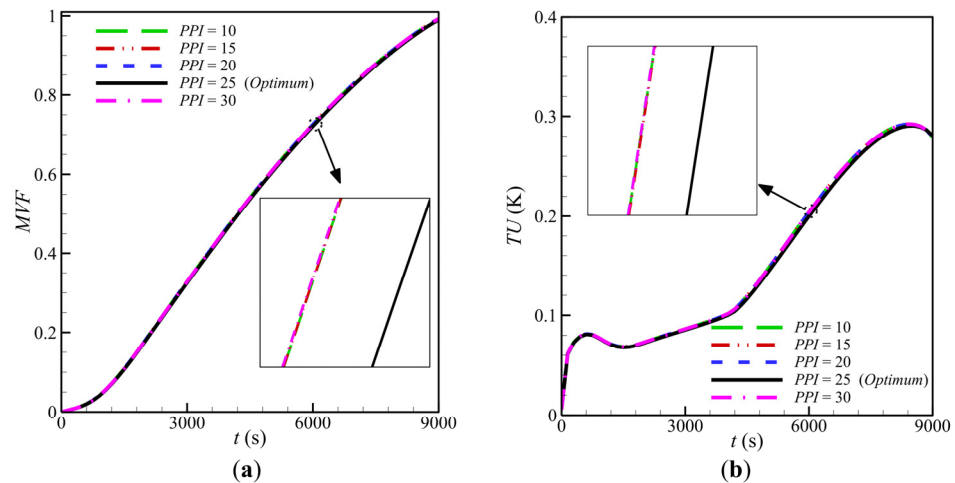 1
0.8
0.6
0.4
0.2
0
MVF
PPI = 10
PPI = 15
PPI = 20
PPI = 25 (Optimum)
PPI = 30
0 3000 6000 9000
t (s)
(a)
0.4
0.3
0.2
0.1
0
TU (K)
PPI = 10
PPI = 15
PPI = 20
PPI = 25 (Optimum)
PPI = 30
0 3000 6000 9000
t (s)
(b)